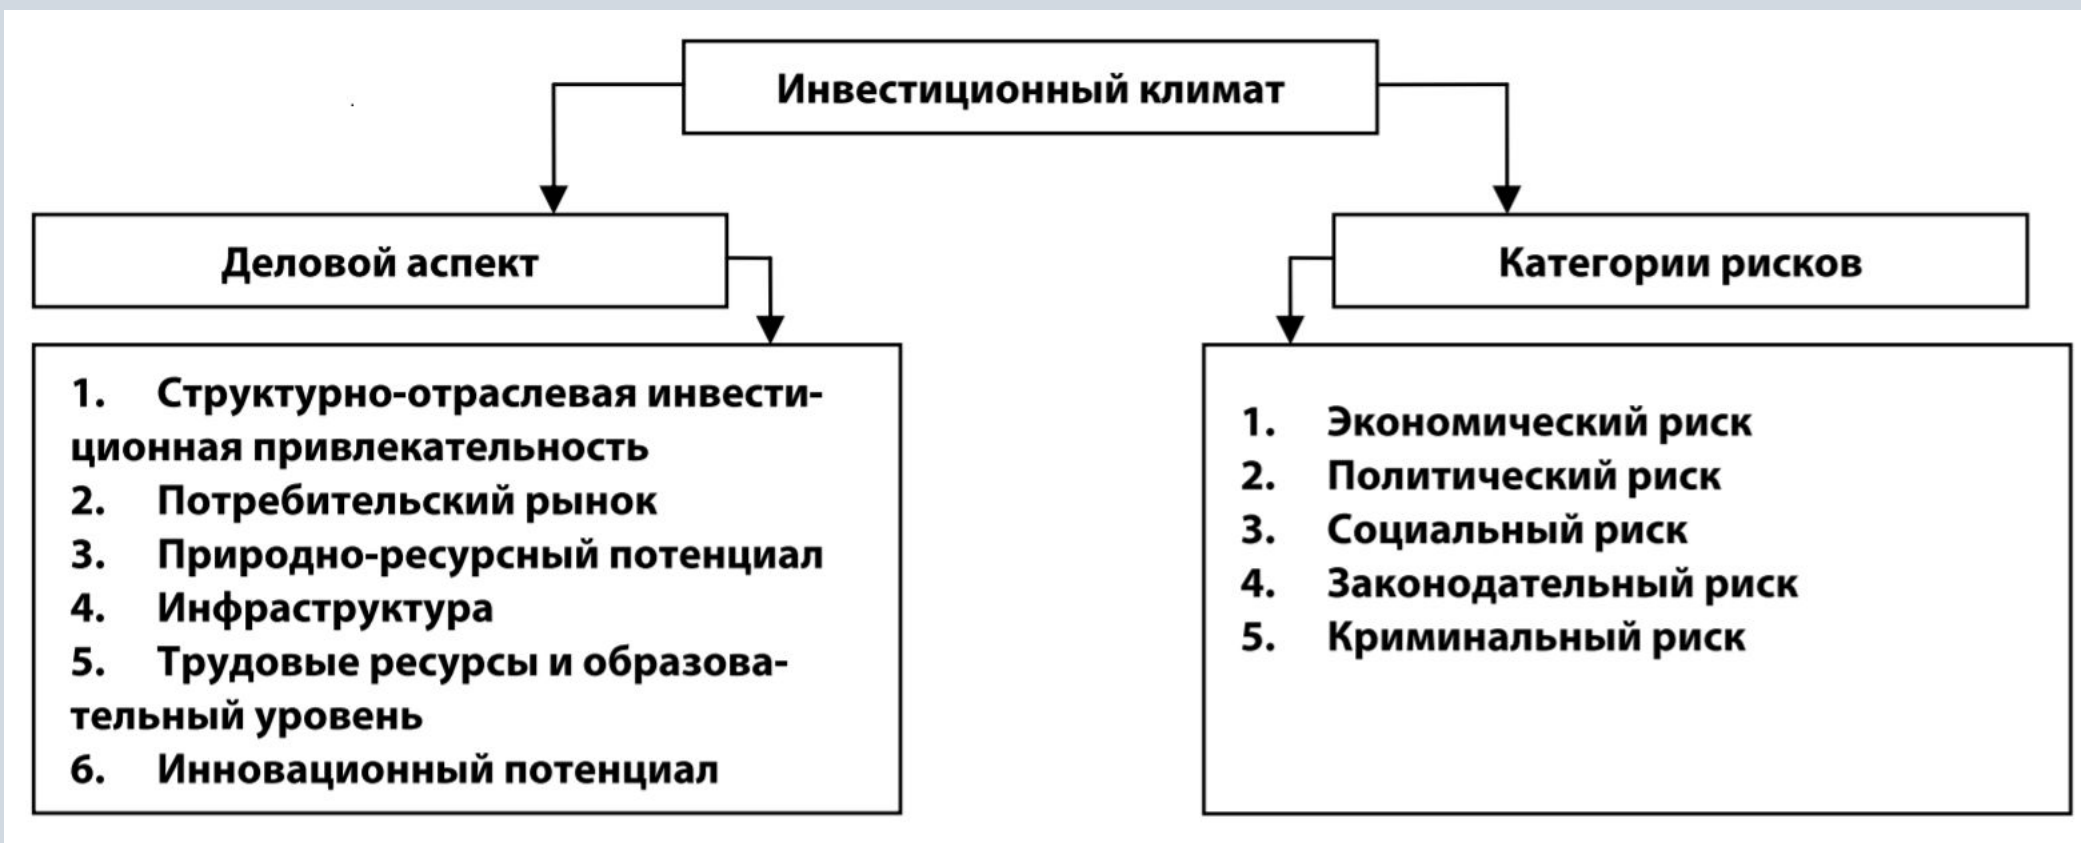 Инвестиционный климат
Деловой аспект
1. Структурно-отраслевая инвести-
ционная привлекательность
2. Потребительский рынок
3. Природно-ресурсный потенциал
4. Инфраструктура
5. Трудовые ресурсы и образова-
тельный уровень
6. Инновационный потенциал
Категории рисков
1. Экономический риск
2. Политический риск
3. Социальный риск
4. Законодательный риск
5. Криминальный риск